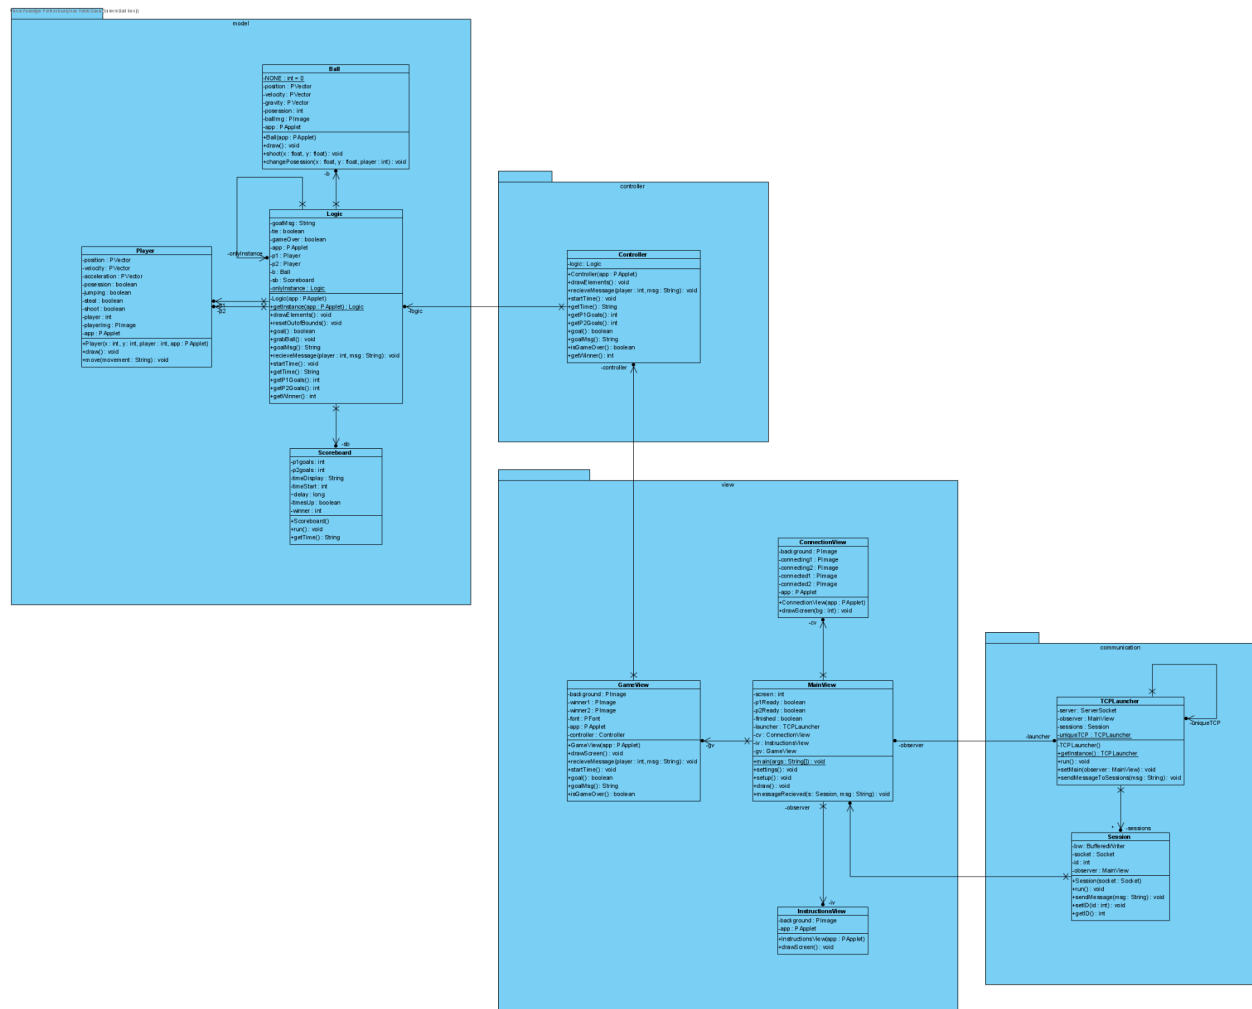 model
Ball
-NONE : int = 0
-position : PVector
-velocity : PVector
-gravity : PVector
-posession : int
-ballImg : PImage
-app : PApplet
+Ball(app : PApplet)
+draw() : void
+shoot(x : float, y : float) : void
+changePosession(x : float, y : float, player : int) : void
-b
Logic
-goalMsg : String
-tie : boolean
-gameOver : boolean
-app : PApplet
-p1 : Player
-p2 : Player
-b : Ball
-sb : Scoreboard
-onlyInstance : Logic
-Logic(app : PApplet)
+getInstance(app : PApplet) : Logic
+drawElements() : void
+resetOutofBounds() : void
+goal() : boolean
+grabBall() : void
+goalMsg() : String
+recieveMessage(player : int, msg : String) : void
+startTime() : void
+getTime() : String
+getP1Goals() : int
+getP2Goals() : int
+getWinner() : int
-onlyInstance
Player
-position : PVector
-velocity : PVector
-acceleration : PVector
-posession : boolean
-jumping : boolean
-steal : boolean
-shoot : boolean
-player : int
-playerImg : PImage
-app : PApplet
+Player(x : int, y : int, player : int, app : PApplet)
+draw() : void
+move(movement : String) : void
-p2
-logic
-sb
Scoreboard
-p1goals : int
-p2goals : int
-timeDisplay : String
-timeStart : int
~delay : long
-timesUp : boolean
-winner : int
+Scoreboard()
+run() : void
+getTime() : String
controller
Controller
-logic : Logic
+Controller(app : PApplet)
+drawElements() : void
+recieveMessage(player : int, msg : String) : void
+startTime() : void
+getTime() : String
+getP1Goals() : int
+getP2Goals() : int
+goal() : boolean
+goalMsg() : String
+isGameOver() : boolean
+getWinner() : int
-controller
view
ConnectionView
-background : PImage
-connecting1 : PImage
-connecting2 : PImage
-connected1 : PImage
-connected2 : PImage
-app : PApplet
+ConnectionView(app : PApplet)
+drawScreen(bg : int) : void
-cv
GameView
-background : PImage
-winner1 : PImage
-winner2 : PImage
-font : PFont
-app : PApplet
-controller : Controller
+GameView(app : PApplet)
+drawScreen() : void
+recieveMessage(player : int, msg : String) : void
+startTime() : void
+goal() : boolean
+goalMsg() : String
+isGameOver() : boolean
-gv
MainView
-screen : int
-p1Ready : boolean
-p2Ready : boolean
-finished : boolean
-launcher : TCPLauncher
-cv : ConnectionView
-iv : InstructionsView
-gv : GameView
+main(args : String[]) : void
+settings() : void
+setup() : void
+draw() : void
+messageRecieved(s : Session, msg : String) : void
-observer
-observer
-iv
InstructionsView
-background : PImage
-app : PApplet
+InstructionsView(app : PApplet)
+drawScreen() : void
communication
TCPLauncher
-server : ServerSocket
-observer : MainView
-sessions : Session
-uniqueTCP : TCPLauncher
-TCPLauncher()
+getInstance() : TCPLauncher
+run() : void
+setMain(observer : MainView) : void
+sendMessageToSessions(msg : String) : void
-launcher
-uniqueTCP
* -sessions
Session
-bw : BufferedWriter
-socket : Socket
-id : int
-observer : MainView
+Session(socket : Socket)
+run() : void
+sendMessage(msg : String) : void
+setID(id : int) : void
+getID() : int